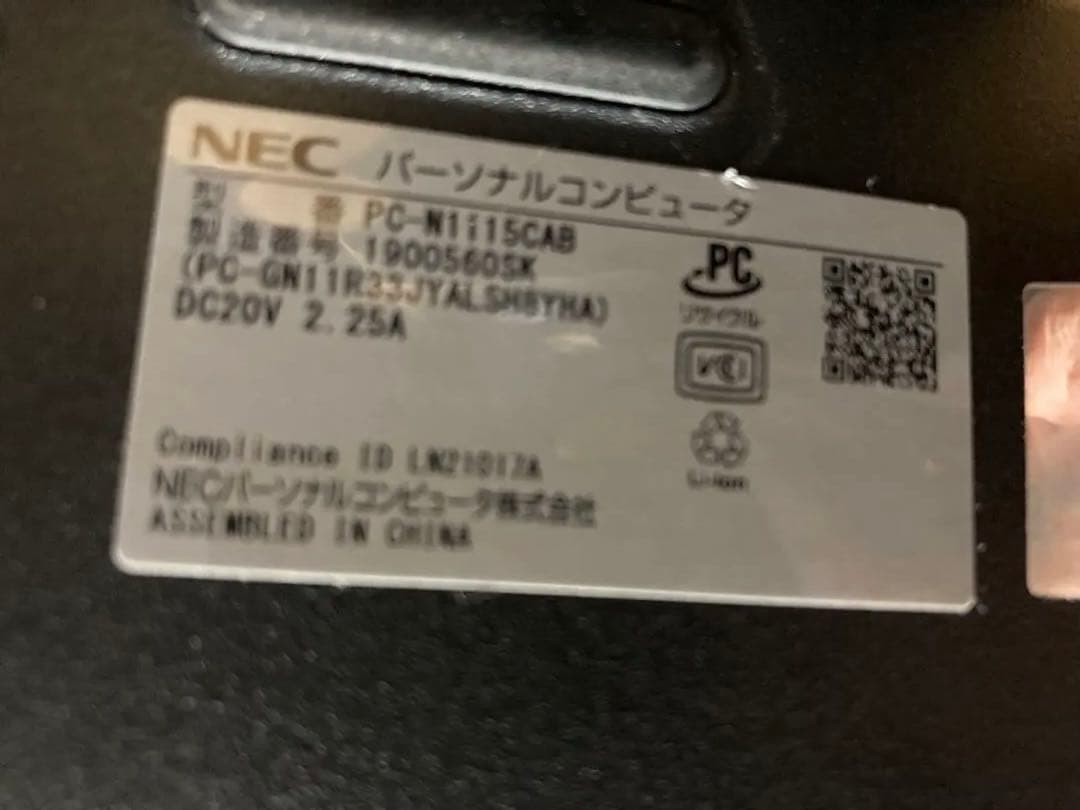 NEC パーソナルコンピュータ
型 番 PC-N1115CAB
製造番号 1900560SK
(PC-GN11R33JYALSH8YHA)
DC20V 2.25A
PC
リサイクル
VCI
Li-ion
Compliance ID LN21017A
NECパーソナルコンピュータ株式会社
ASSEMBLED IN CHINA